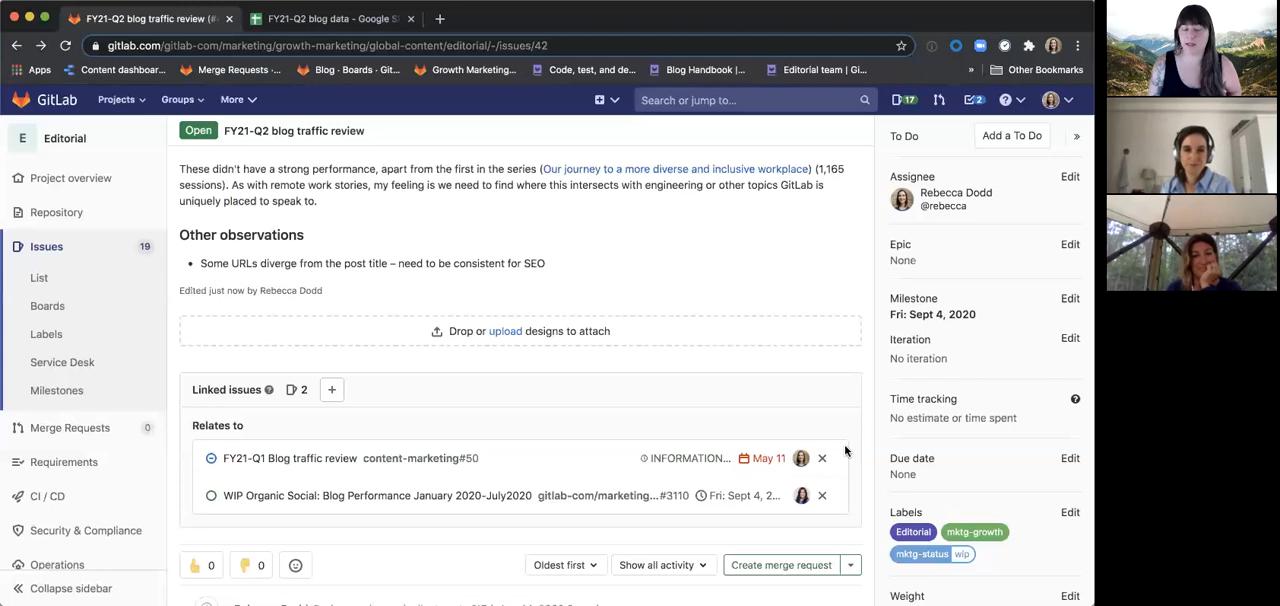 FY21-Q2 blog traffic review (#
FY21-Q2 blog data - Google S
gitlab.com/gitlab-com/marketing/growth-marketing/global-content/editorial/-/issues/42
Apps
Content dashboar...
Merge Requests ·...
Blog · Boards · Git...
Growth Marketing...
Code, test, and de...
Blog Handbook |...
Editorial team | Gi...
»
Other Bookmarks
GitLab
Projects
Groups
More
Search or jump to...
17
2
E
Editorial
Project overview
Repository
Issues
19
List
Boards
Labels
Service Desk
Milestones
Merge Requests
0
Requirements
CI / CD
Security & Compliance
Operations
Collapse sidebar
Open
FY21-Q2 blog traffic review
These didn't have a strong performance, apart from the first in the series (Our journey to a more diverse and inclusive workplace) (1,165
sessions). As with remote work stories, my feeling is we need to find where this intersects with engineering or other topics GitLab is
uniquely placed to speak to.
Other observations
• Some URLs diverge from the post title – need to be consistent for SEO
Edited just now by Rebecca Dodd
Drop or upload designs to attach
Linked issues
2
Relates to
FY21-Q1 Blog traffic review content-marketing#50
INFORMATION...
May 11
WIP Organic Social: Blog Performance January 2020-July2020 gitlab-com/marketing...#3110
Fri: Sept 4, 2...
0
0
Oldest first
Show all activity
Create merge request
To Do
Add a To Do
»
Assignee
Edit
Rebecca Dodd
@rebecca
Epic
Edit
None
Milestone
Edit
Fri: Sept 4, 2020
Iteration
Edit
No iteration
Time tracking
No estimate or time spent
Due date
Edit
None
Labels
Edit
Editorial
mktg-growth
mktg-status wip
Weight
Edit